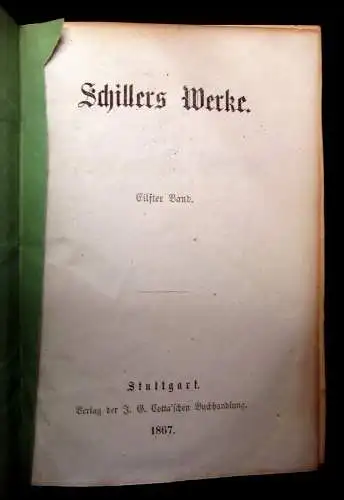 Schillers Werke.
Eilfter Band.
Stuttgart.
Verlag der J. G. Cotta'schen Buchhandlung.
1867.